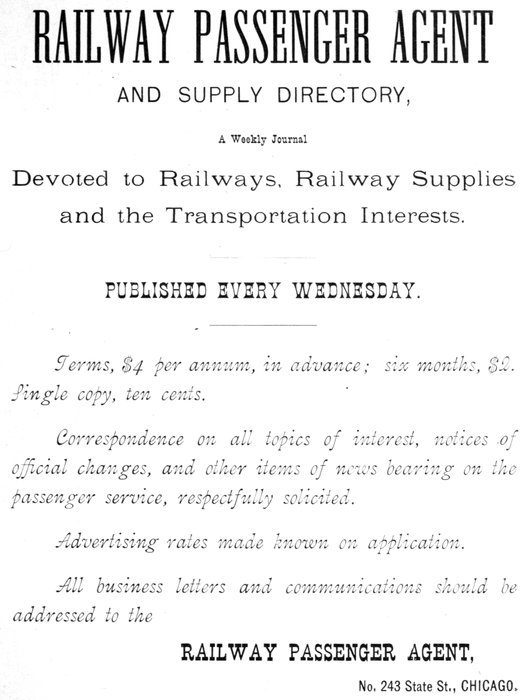 RAILWAY PASSENGER AGENT
AND SUPPLY DIRECTORY,
A Weekly Journal
Devoted to Railways, Railway Supplies
and the Transportation Interests.
PUBLISHED EVERY WEDNESDAY.
Terms, $4 per annum, in advance; six months, $2.
Single copy, ten cents.
Correspondence on all topics of interest, notices of
official changes, and other items of news bearing on the
passenger service, respectfully solicited.
Advertising rates made known on application.
All business letters and communications should be
addressed to the
RAILWAY PASSENGER AGENT,
No. 243 State St., CHICAGO.